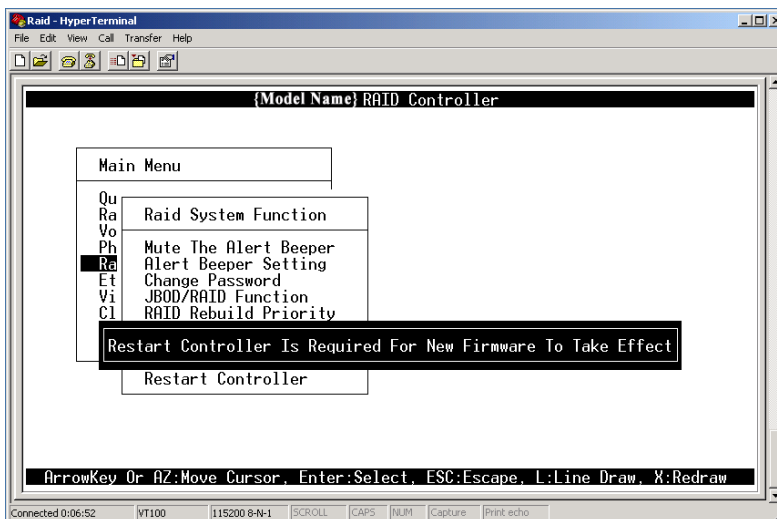 Raid - HyperTerminal
File Edit View Call Transfer Help
{Model Name} RAID Controller
Main Menu
Qu
Ra
Vo
Ph
Ra
Et
Vi
Cl
Raid System Function
Mute The Alert Beeper
Alert Beeper Setting
Change Password
JBOD/RAID Function
RAID Rebuild Priority
Restart Controller Is Required For New Firmware To Take Effect
Restart Controller
ArrowKey Or AZ:Move Cursor, Enter:Select, ESC:Escape, L:Line Draw, X:Redraw
Connected 0:06:52 VT100 115200 8-N-1 SCROLL CAPS NUM Capture Print echo